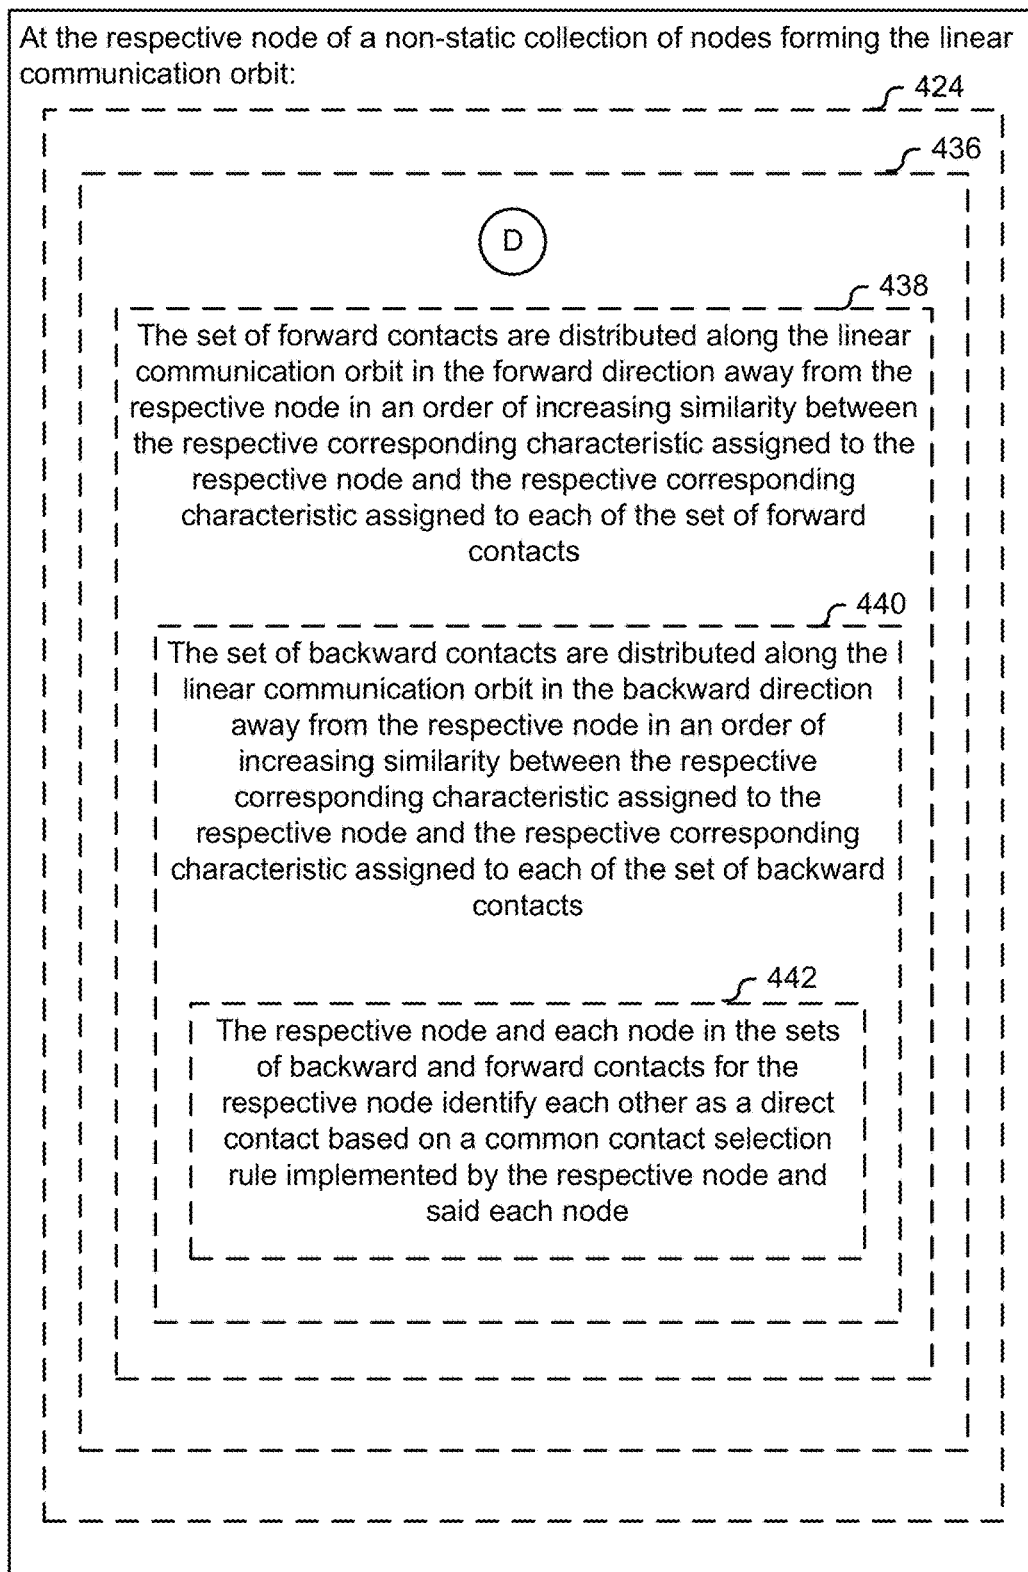 At the respective node of a non-static collection of nodes forming the linear
communication orbit:
424
436
D
438
The set of forward contacts are distributed along the linear
communication orbit in the forward direction away from the
respective node in an order of increasing similarity between
the respective corresponding characteristic assigned to the
respective node and the respective corresponding
characteristic assigned to each of the set of forward
contacts
440
The set of backward contacts are distributed along the
linear communication orbit in the backward direction
away from the respective node in an order of
increasing similarity between the respective
corresponding characteristic assigned to the
respective node and the respective corresponding
characteristic assigned to each of the set of backward
contacts
442
The respective node and each node in the sets
of backward and forward contacts for the
respective node identify each other as a direct
contact based on a common contact selection
rule implemented by the respective node and
said each node